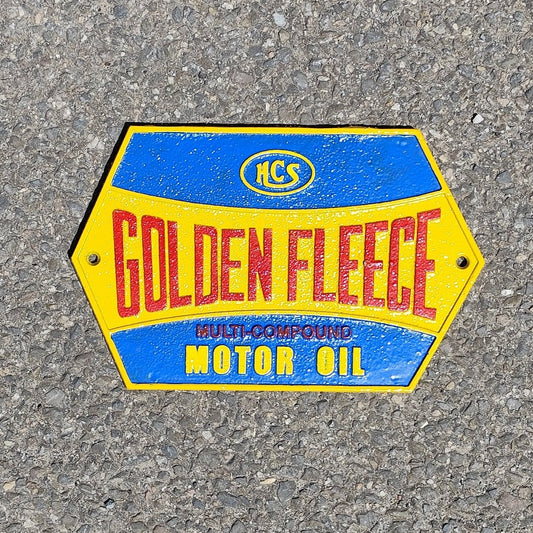 HCS
GOLDEN FLEECE
MULTI-COMPOUND
MOTOR OIL